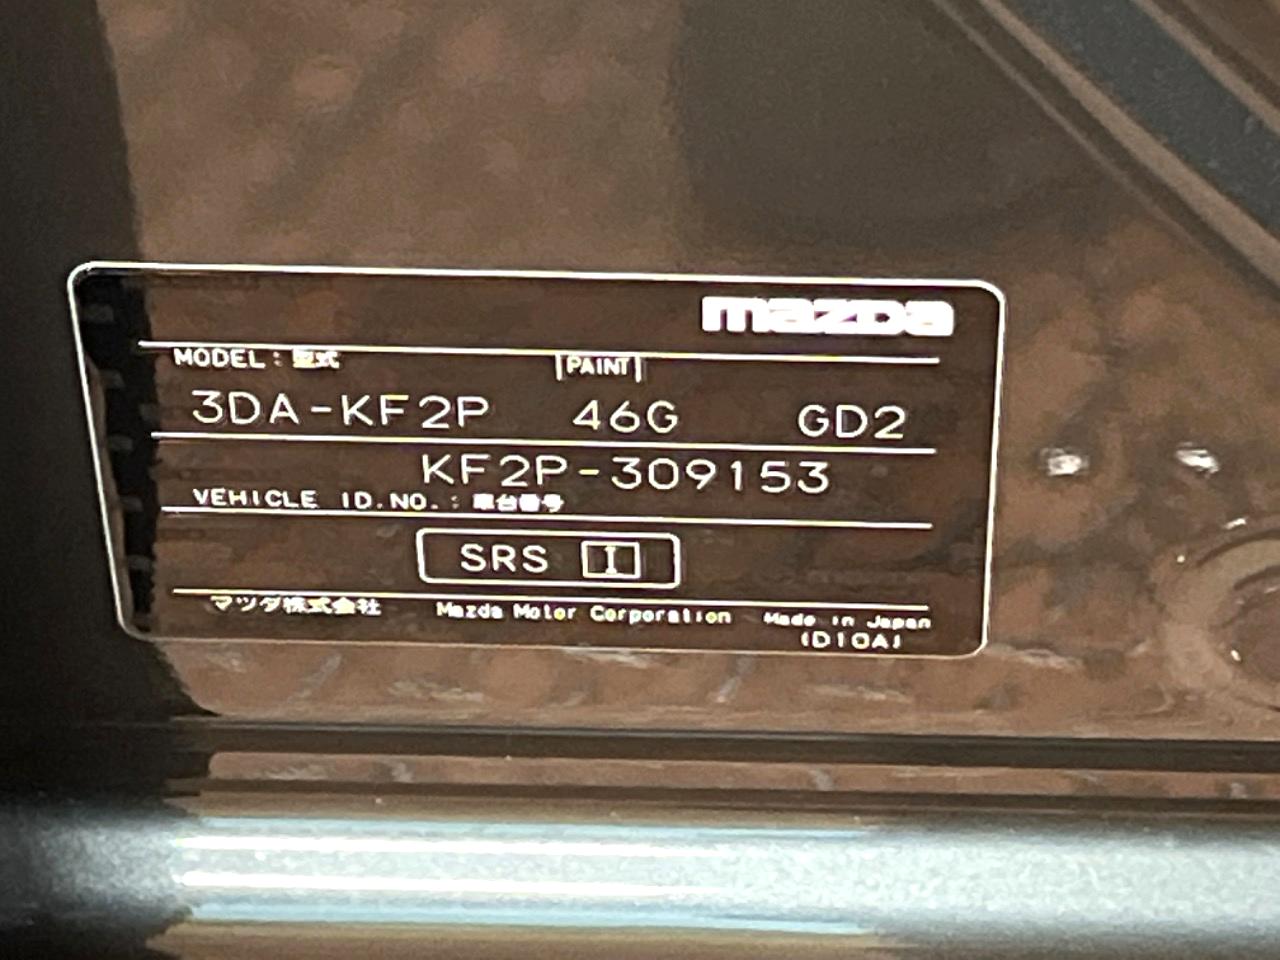 mazda
MODEL : 型式 PAINT
3DA-KF2P 46G GD2
KF2P-309153
VEHICLE ID.NO. : 車台番号
SRS I
マツダ株式会社 Mazda Motor Corporation Made in Japan
(D10A)